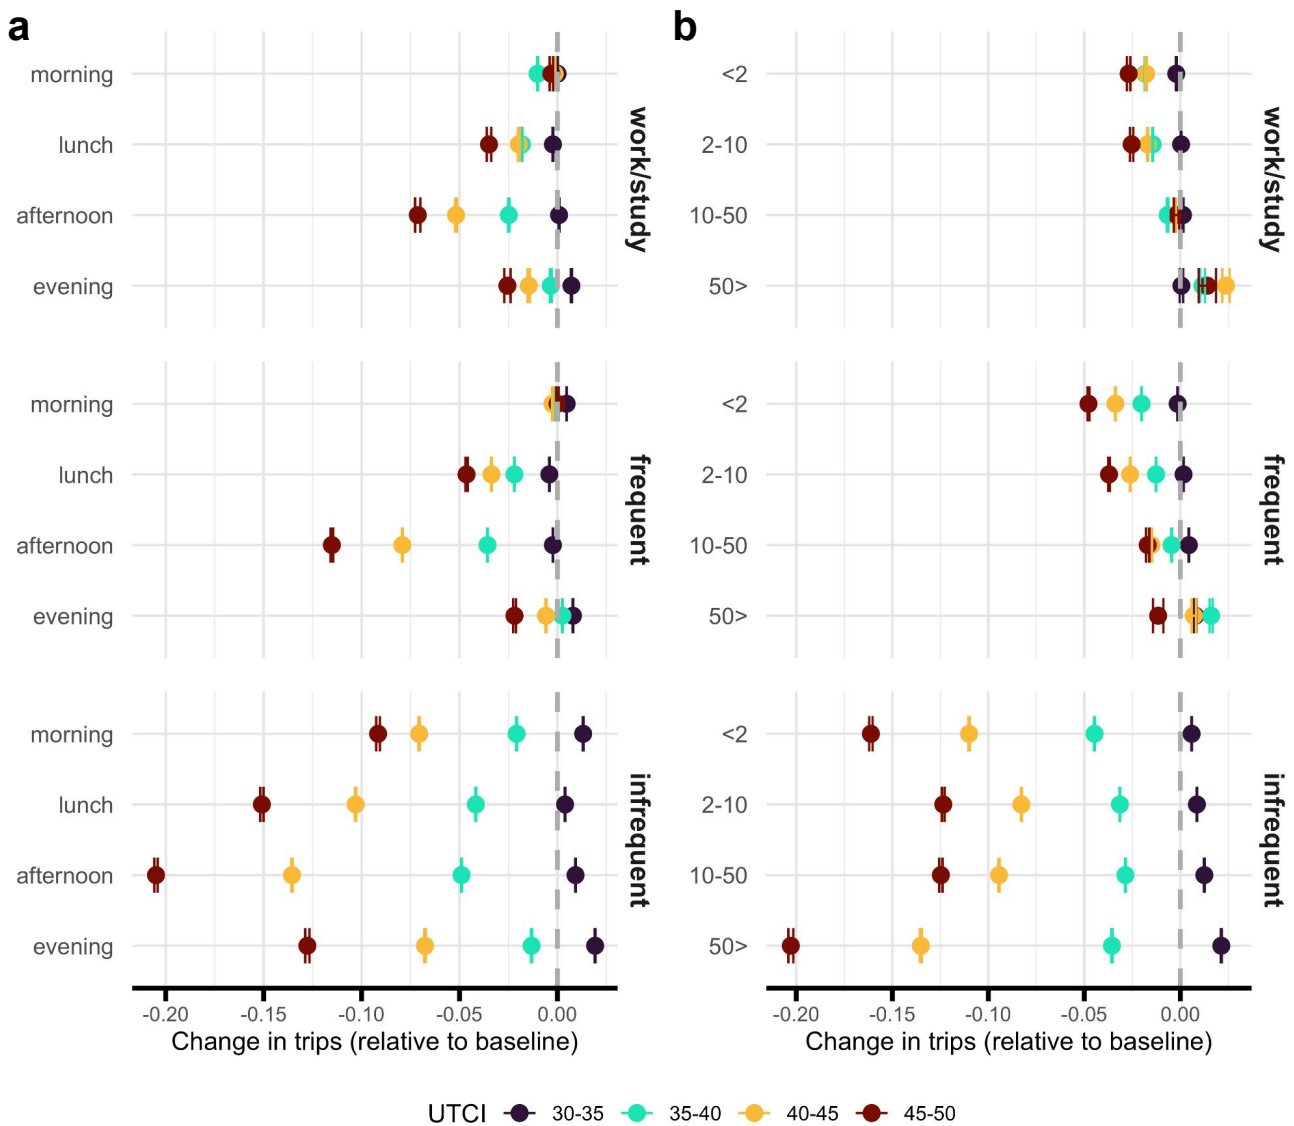 a
morning
lunch
afternoon
evening
work/study
morning
lunch
afternoon
evening
frequent
morning
lunch
afternoon
evening
infrequent
-0.20 -0.15 -0.10 -0.05 0.00
Change in trips (relative to baseline)
b
<2
2-10
10-50
50>
work/study
<2
2-10
10-50
50>
frequent
<2
2-10
10-50
50>
infrequent
-0.20 -0.15 -0.10 -0.05 0.00
Change in trips (relative to baseline)
UTCI 30-35 35-40 40-45 45-50